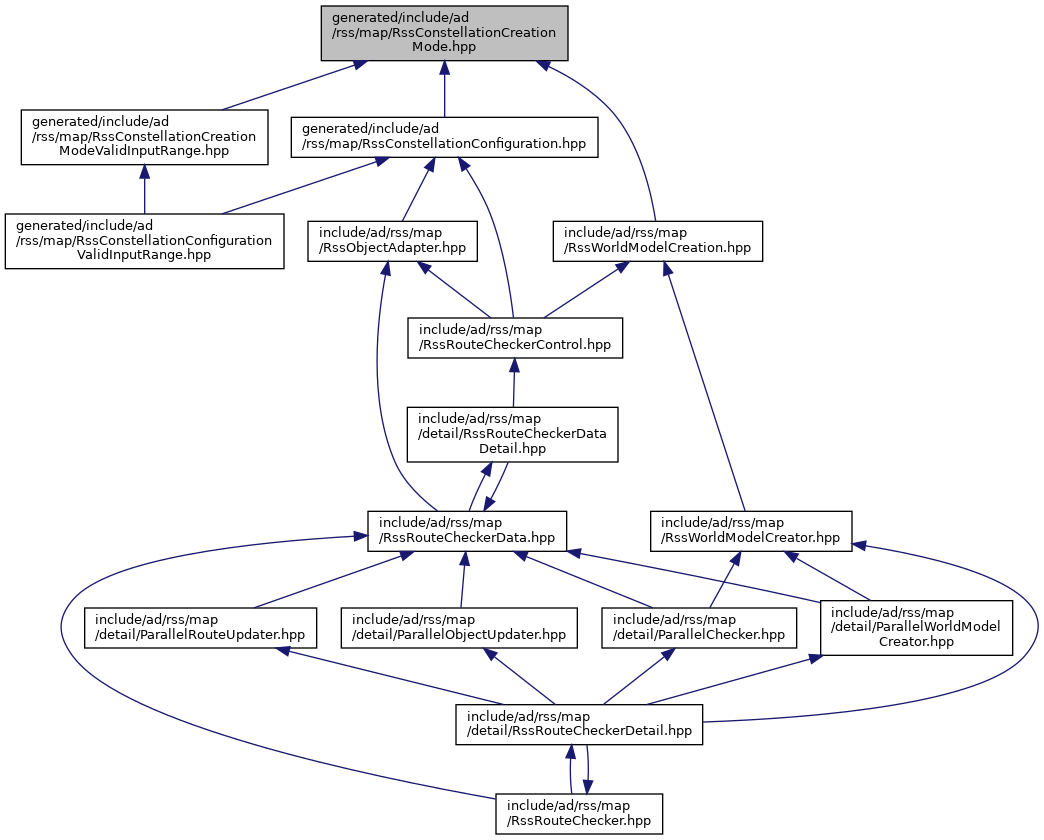 generated/include/ad
/rss/map/RssConstellationCreation
Mode.hpp
generated/include/ad
/rss/map/RssConstellationCreation
ModeValidInputRange.hpp
generated/include/ad
/rss/map/RssConstellationConfiguration.hpp
generated/include/ad
/rss/map/RssConstellationConfiguration
ValidInputRange.hpp
include/ad/rss/map
/RssObjectAdapter.hpp
include/ad/rss/map
/RssWorldModelCreation.hpp
include/ad/rss/map
/RssRouteCheckerControl.hpp
include/ad/rss/map
/detail/RssRouteCheckerData
Detail.hpp
include/ad/rss/map
/RssRouteCheckerData.hpp
include/ad/rss/map
/RssWorldModelCreator.hpp
include/ad/rss/map
/detail/ParallelRouteUpdater.hpp
include/ad/rss/map
/detail/ParallelObjectUpdater.hpp
include/ad/rss/map
/detail/ParallelChecker.hpp
include/ad/rss/map
/detail/ParallelWorldModel
Creator.hpp
include/ad/rss/map
/detail/RssRouteCheckerDetail.hpp
include/ad/rss/map
/RssRouteChecker.hpp